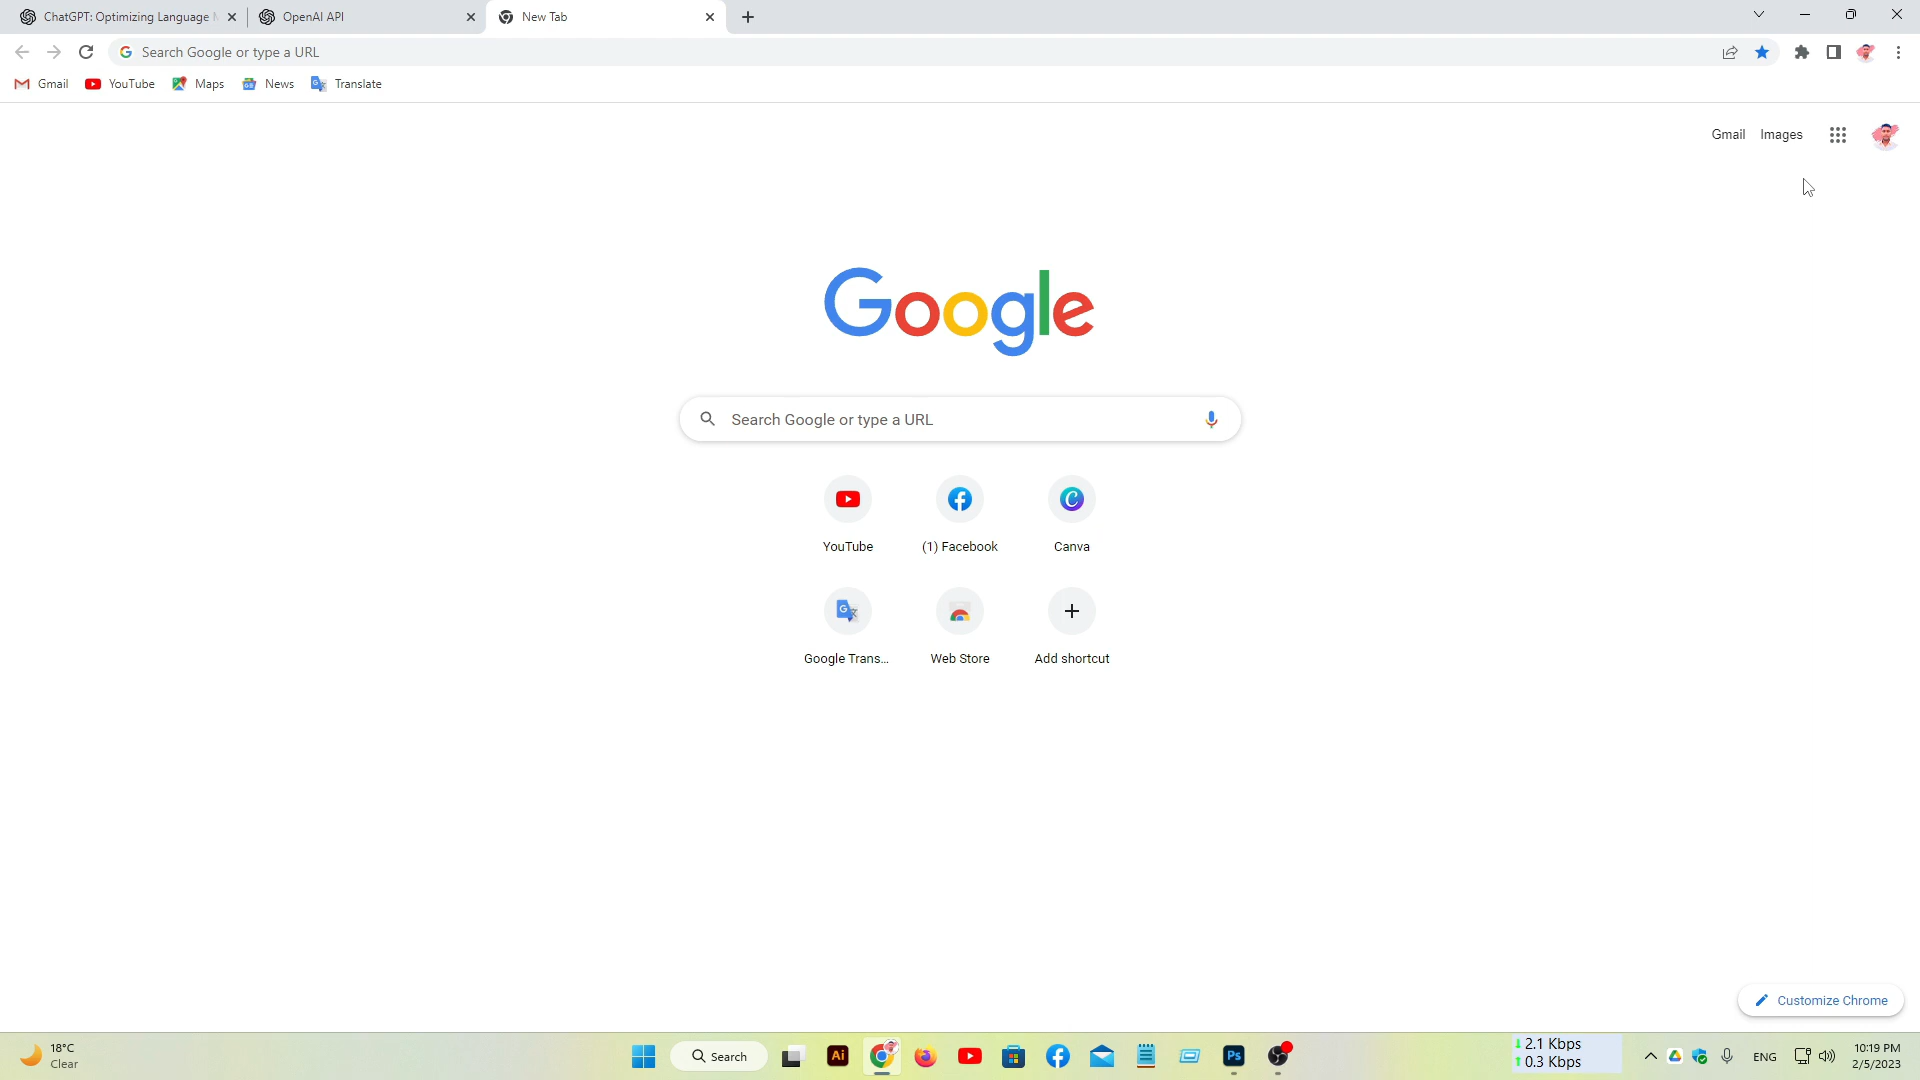 ChatGPT: Optimizing Language
OpenAI API
New Tab
Search Google or type a URL
Gmail
YouTube
Maps
News
Translate
Gmail
Images
Google
Search Google or type a URL
YouTube
(1) Facebook
Canva
Google Trans...
Web Store
Add shortcut
Customize Chrome
18°C
Clear
Search
Ai
Ps
2.1 Kbps
0.3 Kbps
ENG
10:19 PM
2/5/2023